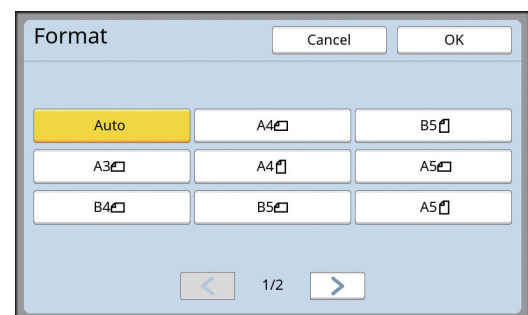 Format Cancel OK
Auto A4 B5
A3 A4 A5
B4 B5 A5
1/2